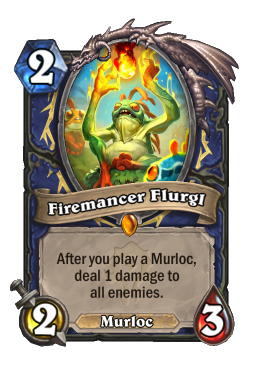 2
Firemancer Flurgl
After you play a Murloc,
deal 1 damage to
all enemies.
2
Murloc
3